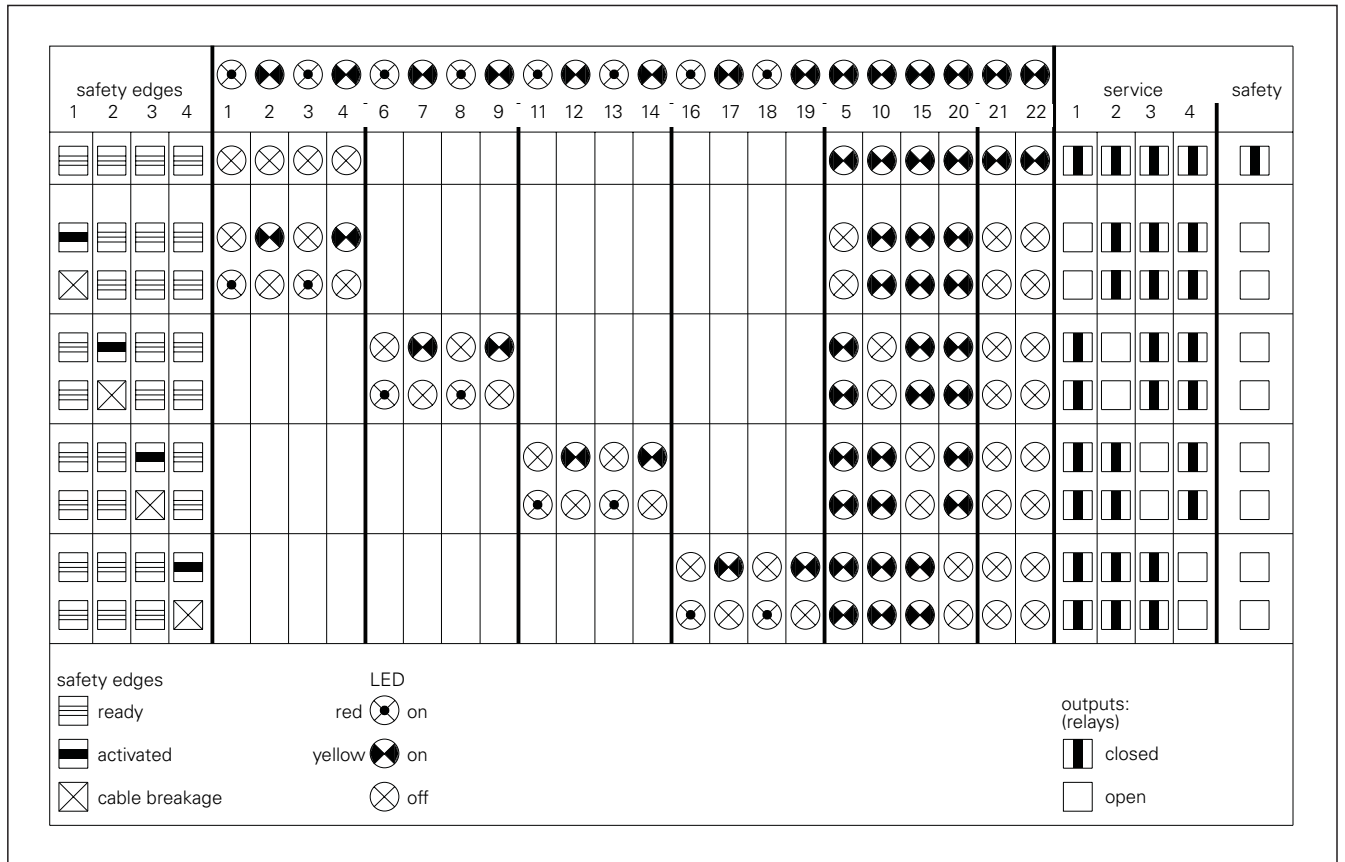 safety edges
service
safety
1 2 3 4 1 2 3 4 6 7 8 9 11 12 13 14 16 17 18 19 5 10 15 20 21 22 1 2 3 4
safety edges
LED
ready
red
on
activated
yellow
on
cable breakage
off
outputs:
(relays)
closed
open